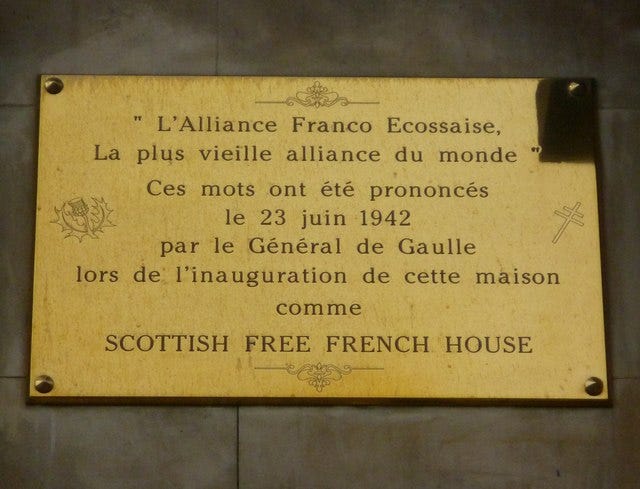 " L'Alliance Franco Ecossaise,
La plus vieille alliance du monde "
Ces mots ont été prononcés
le 23 juin 1942
par le Général de Gaulle
lors de l'inauguration de cette maison
comme
SCOTTISH FREE FRENCH HOUSE